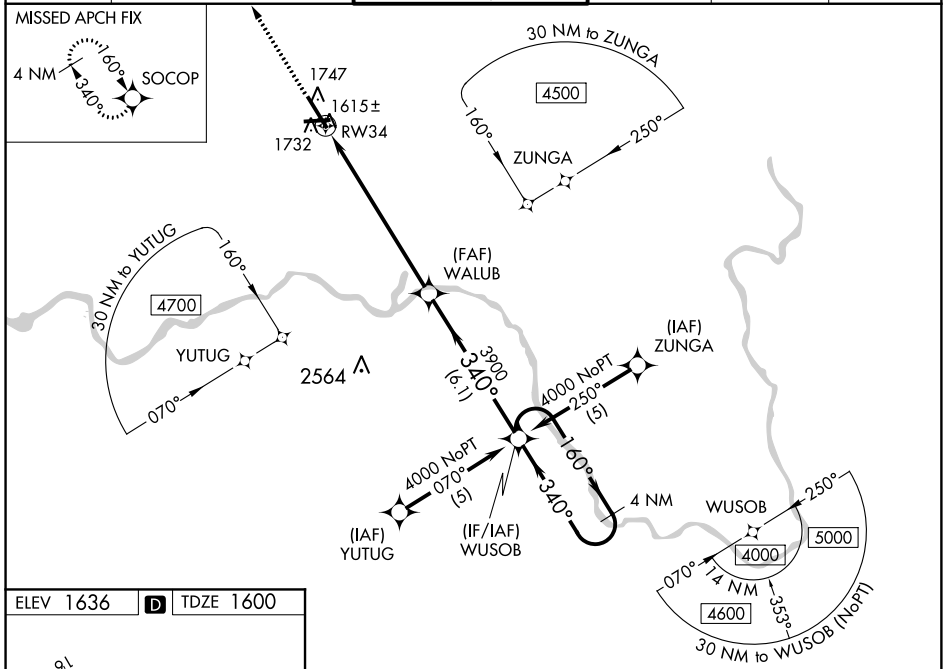 MISSED APCH FIX
4 NM
160°
340°
SOCOP
1747
1615±
1732
RW34
30 NM to ZUNGA
4500
160°
250°
ZUNGA
30 NM to YUTUG
160°
4700
YUTUG
070°
(FAF)
WALUB
2564
3900
340°
(6.1)
(IAF)
ZUNGA
4000 NoPT
250°
(5)
4000 NoPT
070°
(5)
160°
340°
4 NM
(IAF)
YUTUG
(IF/IAF)
WUSOB
WUSOB
250°
5000
4000
070°
14 NM
4600
353°
30 NM to WUSOB (NoPT)
ELEV 1636
D
TDZE 1600
16